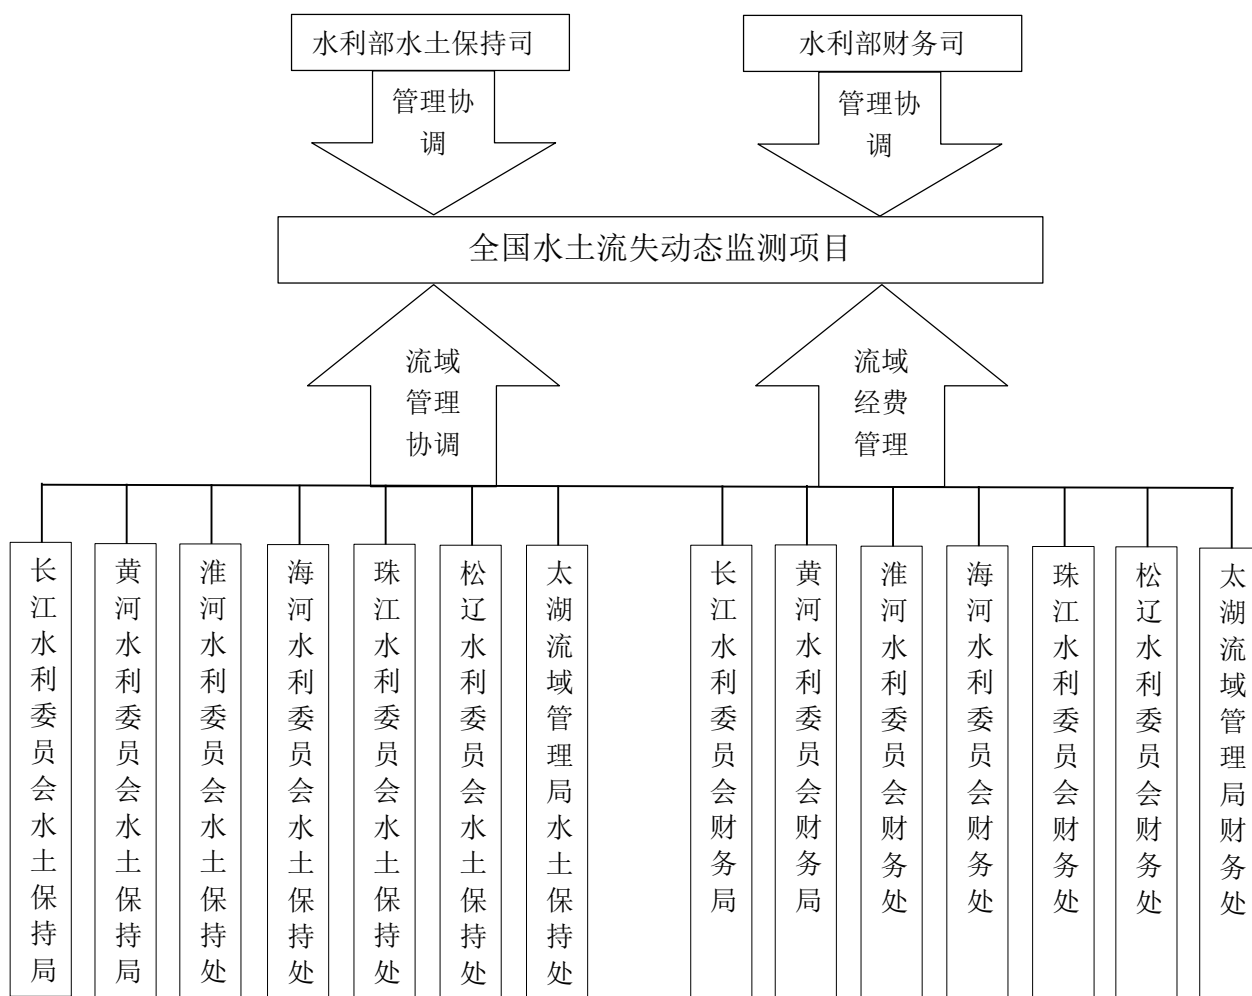 水利部水土保持司
水利部财务司
管理协
调
管理协
调
全国水土流失动态监测项目
流域
管理
协调
流域
经费
管理
长江水利委员会水土保持局
黄河水利委员会水土保持局
淮河水利委员会水土保持处
海河水利委员会水土保持处
珠江水利委员会水土保持处
松辽水利委员会水土保持处
太湖流域管理局水土保持处
长江水利委员会财务局
黄河水利委员会财务局
淮河水利委员会财务处
海河水利委员会财务处
珠江水利委员会财务处
松辽水利委员会财务处
太湖流域管理局财务处